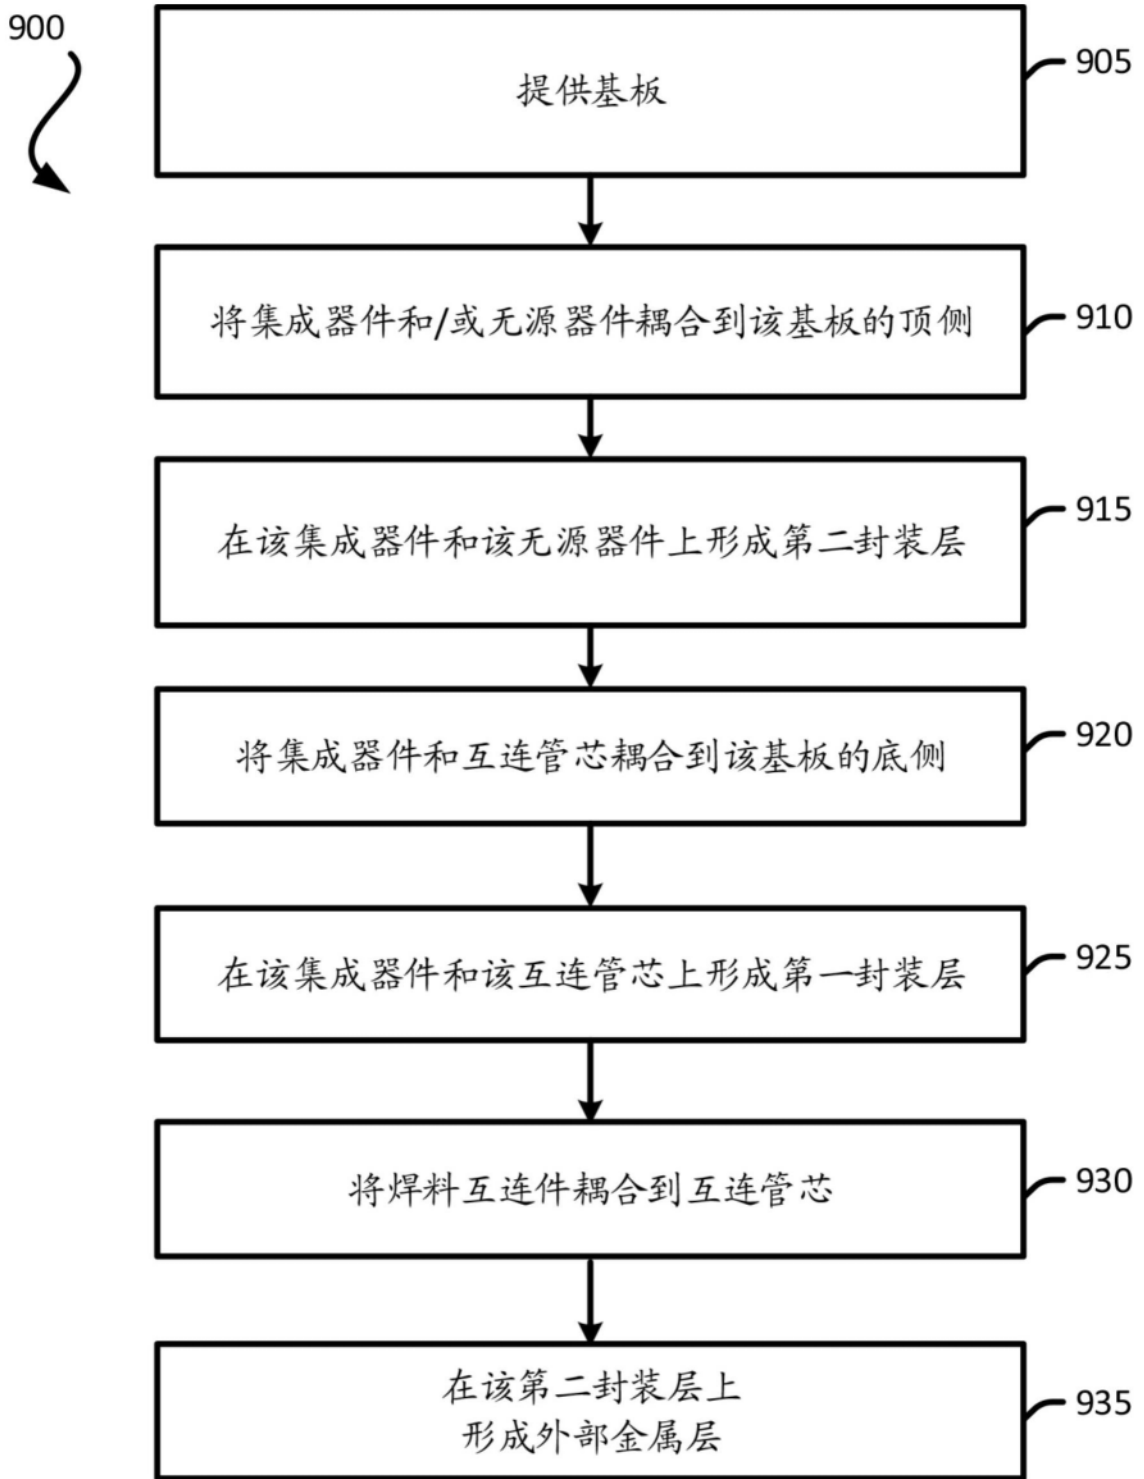 900
提供基板
905
将集成器件和/或无源器件耦合到该基板的顶侧
910
在该集成器件和该无源器件上形成第二封装层
915
将集成器件和互连管芯耦合到该基板的底侧
920
在该集成器件和该互连管芯上形成第一封装层
925
将焊料互连件耦合到互连管芯
930
在该第二封装层上
形成外部金属层
935